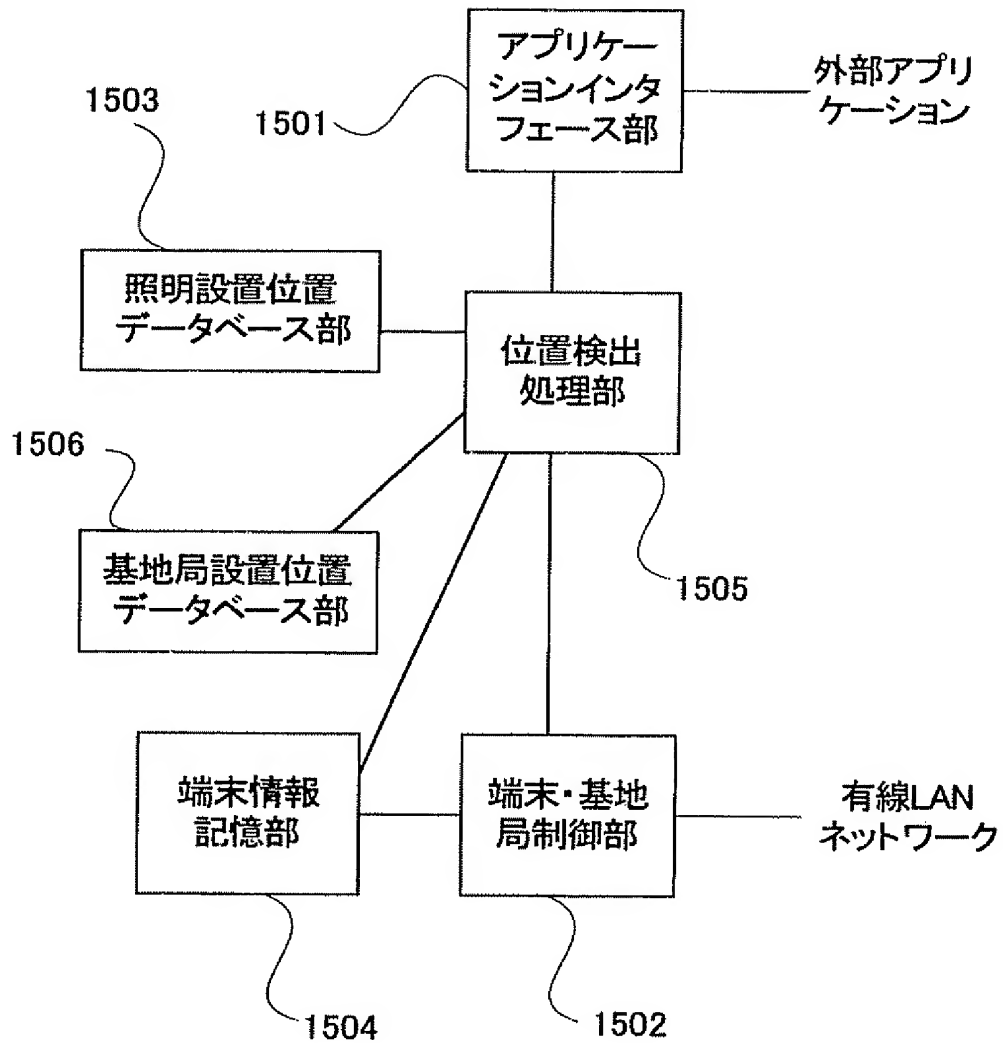 アプリケー
ションインタ
フェース部
外部アプリ
ケーション
1503
1501
照明設置位置
データベース部
位置検出
処理部
1506
基地局設置位置
データベース部
1505
端末情報
記憶部
端末・基地
局制御部
有線LAN
ネットワーク
1504
1502